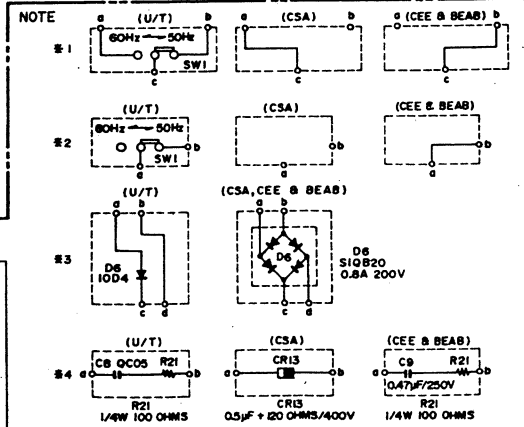 NOTE
(U/T) (CSA) (CEE & BEAB)
a b a b a b
※1 60Hz 50Hz
SW1
c c c
(U/T) (CSA) (CEE & BEAB)
60Hz 50Hz
※2 b b b
SW1
a a a
(U/T) (CSA, CEE & BEAB)
a b a b
※3 D6 D6
10D4 S1QB20
D6 0.8A 200V
c d c d
(U/T) (CSA) (CEE & BEAB)
C8 QC05 R21 CR13 C9 R21
※4 a b a b a b
0.47μF/250V
R21 CR13 R21
1/4W 100 OHMS 0.5μF + 120 OHMS/400V 1/4W 100 OHMS